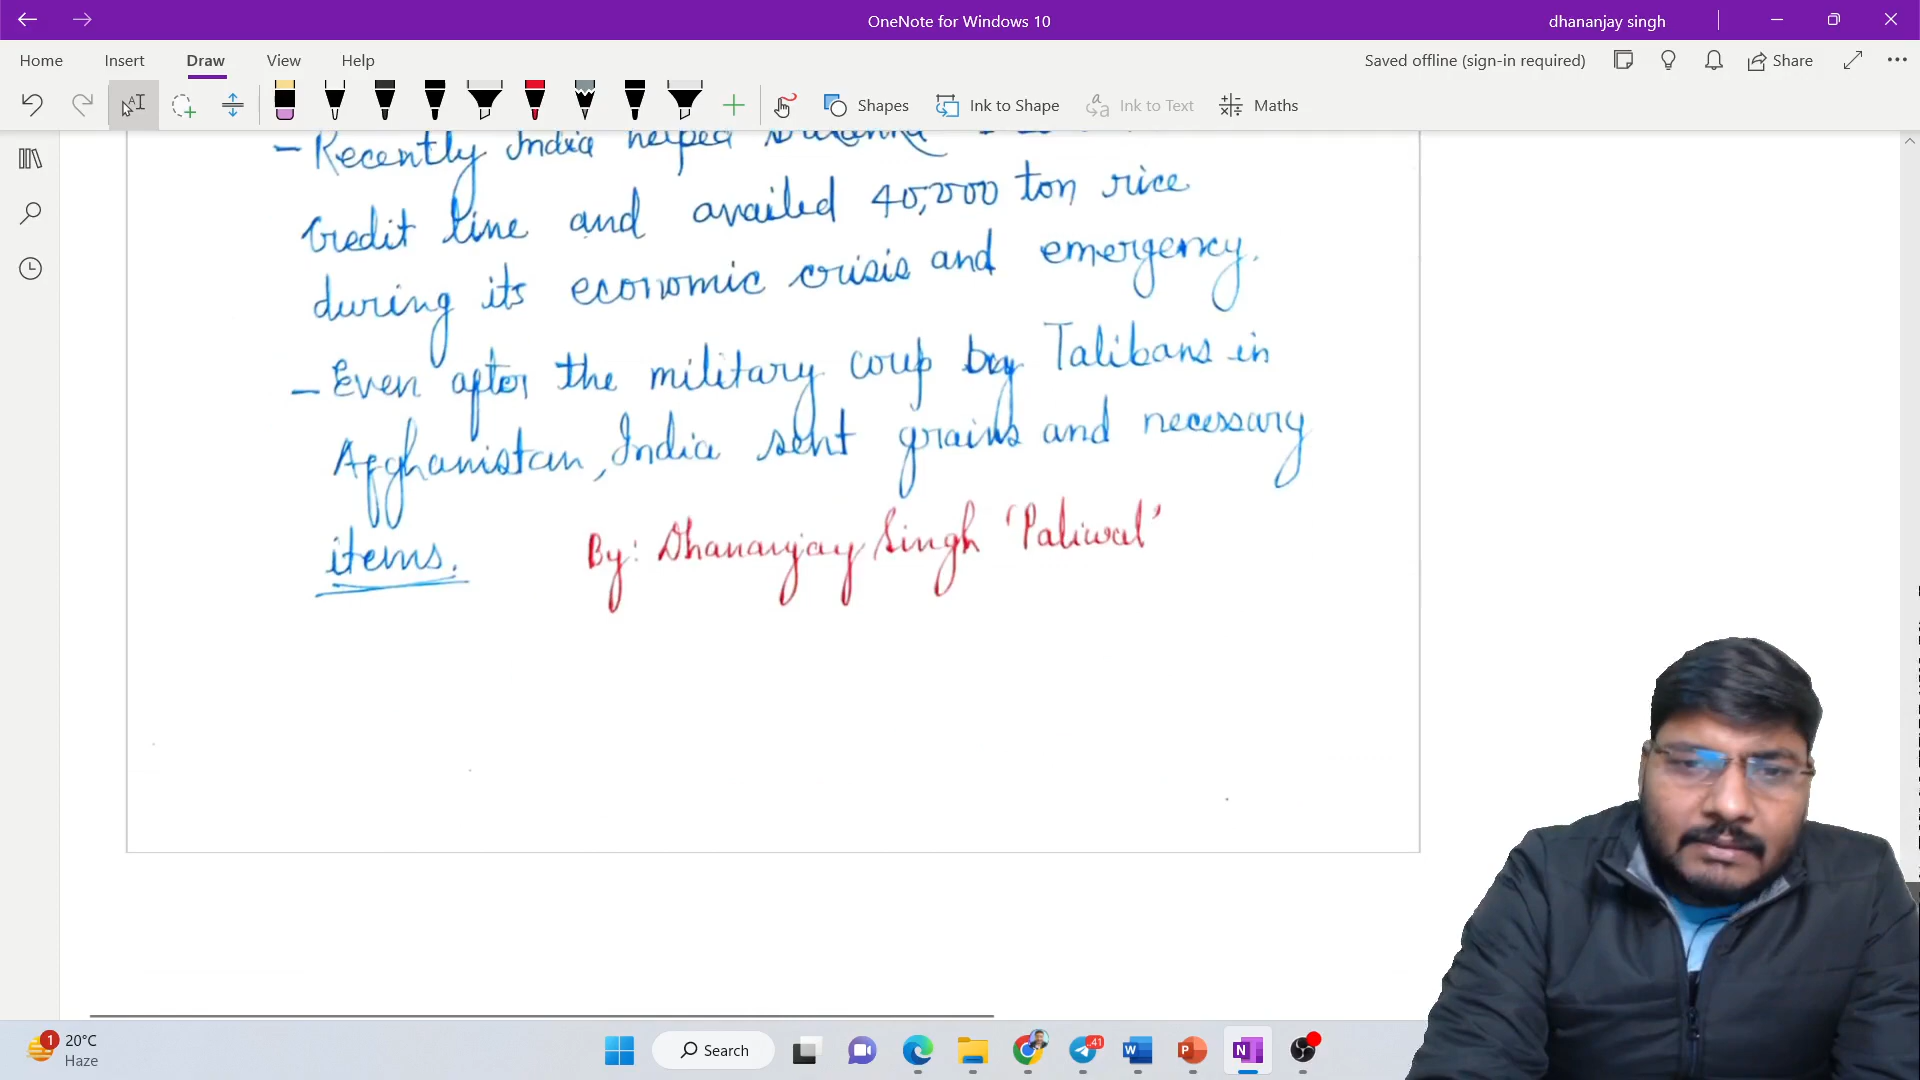 OneNote for Windows 10
dhananjay singh
Home Insert Draw View Help
Saved offline (sign-in required) Share
Shapes Ink to Shape Ink to Text Maths
- Recently India helped
Credit line and availed 40,000 ton rice
during its economic crisis and emergency.
- Even after the military coup by Talibans in
Afghanistan, India sent grains and necessary
items.
By: Dhananjay Singh 'Paliwal'
1
20°C
Haze
Search
41